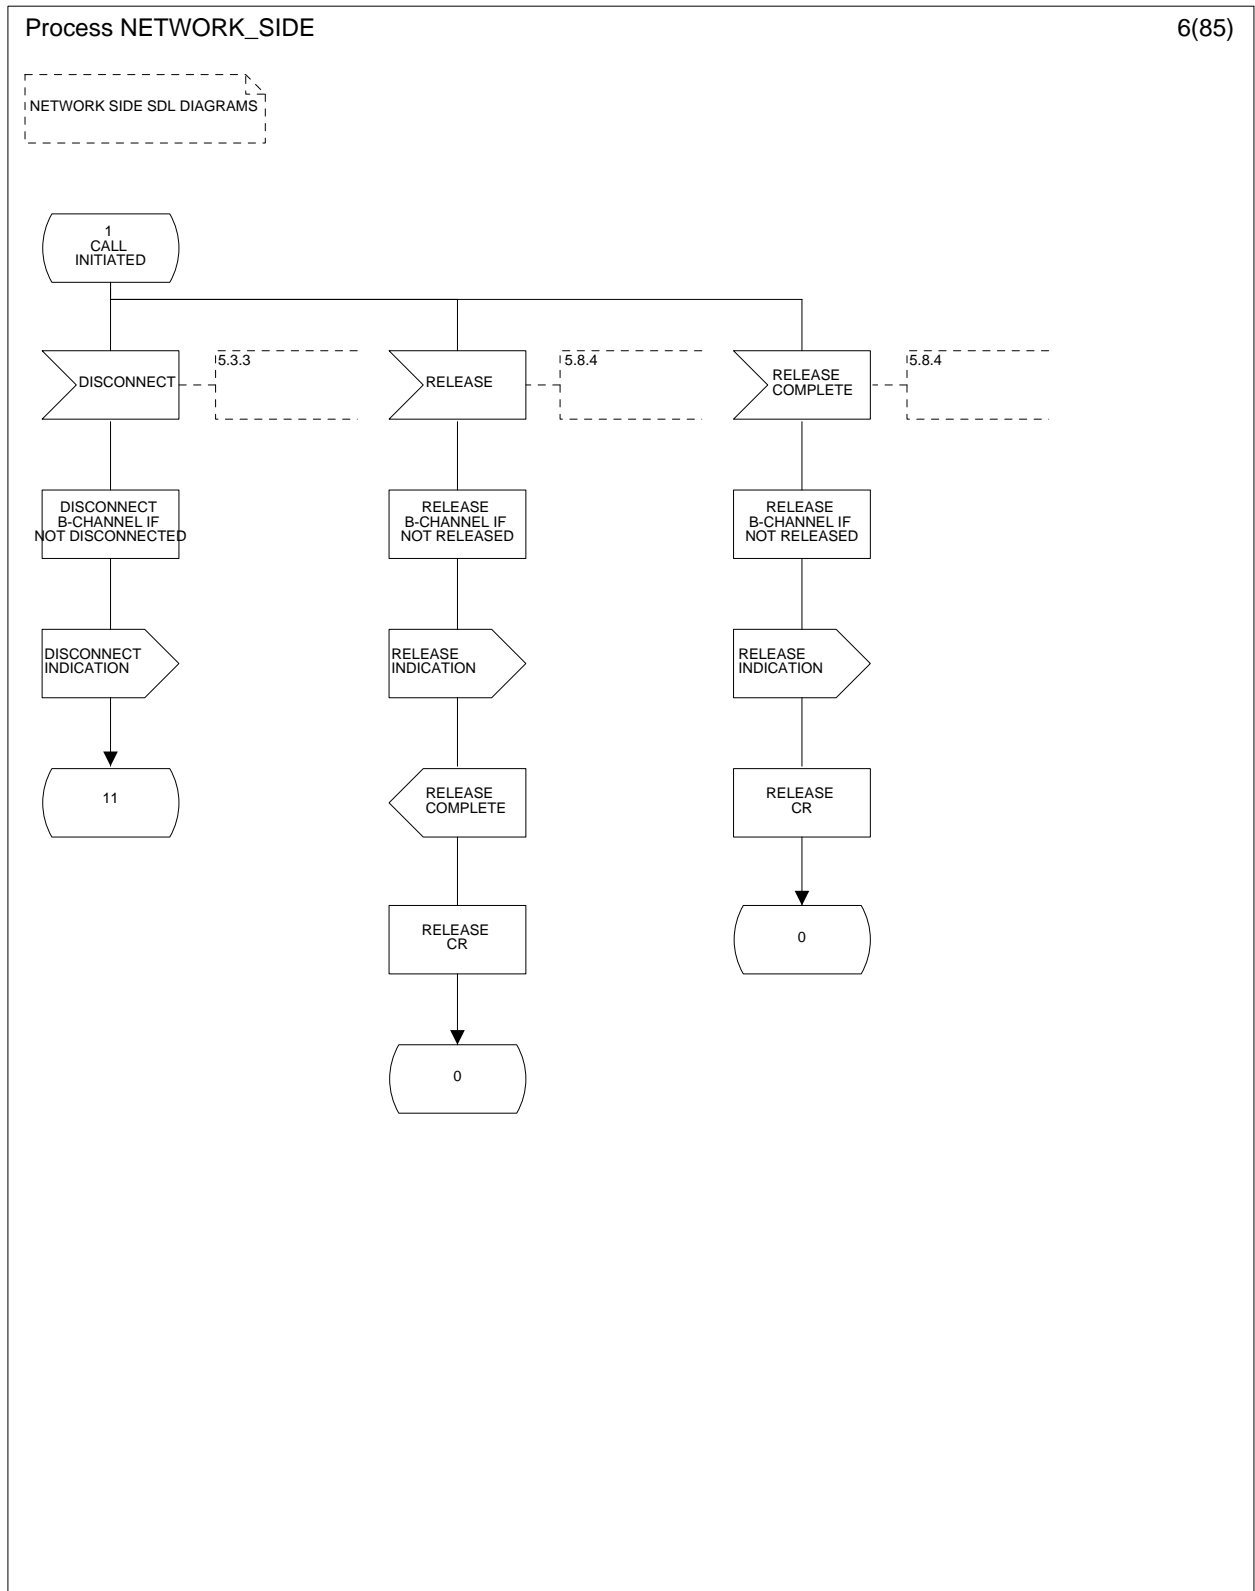 Process NETWORK_SIDE
6(85)
NETWORK SIDE SDL DIAGRAMS
1
CALL
INITIATED
DISCONNECT
5.3.3
RELEASE
5.8.4
RELEASE
COMPLETE
5.8.4
DISCONNECT
B-CHANNEL IF
NOT DISCONNECTED
RELEASE
B-CHANNEL IF
NOT RELEASED
RELEASE
B-CHANNEL IF
NOT RELEASED
DISCONNECT
INDICATION
RELEASE
INDICATION
RELEASE
INDICATION
11
RELEASE
COMPLETE
RELEASE
CR
RELEASE
CR
0
0